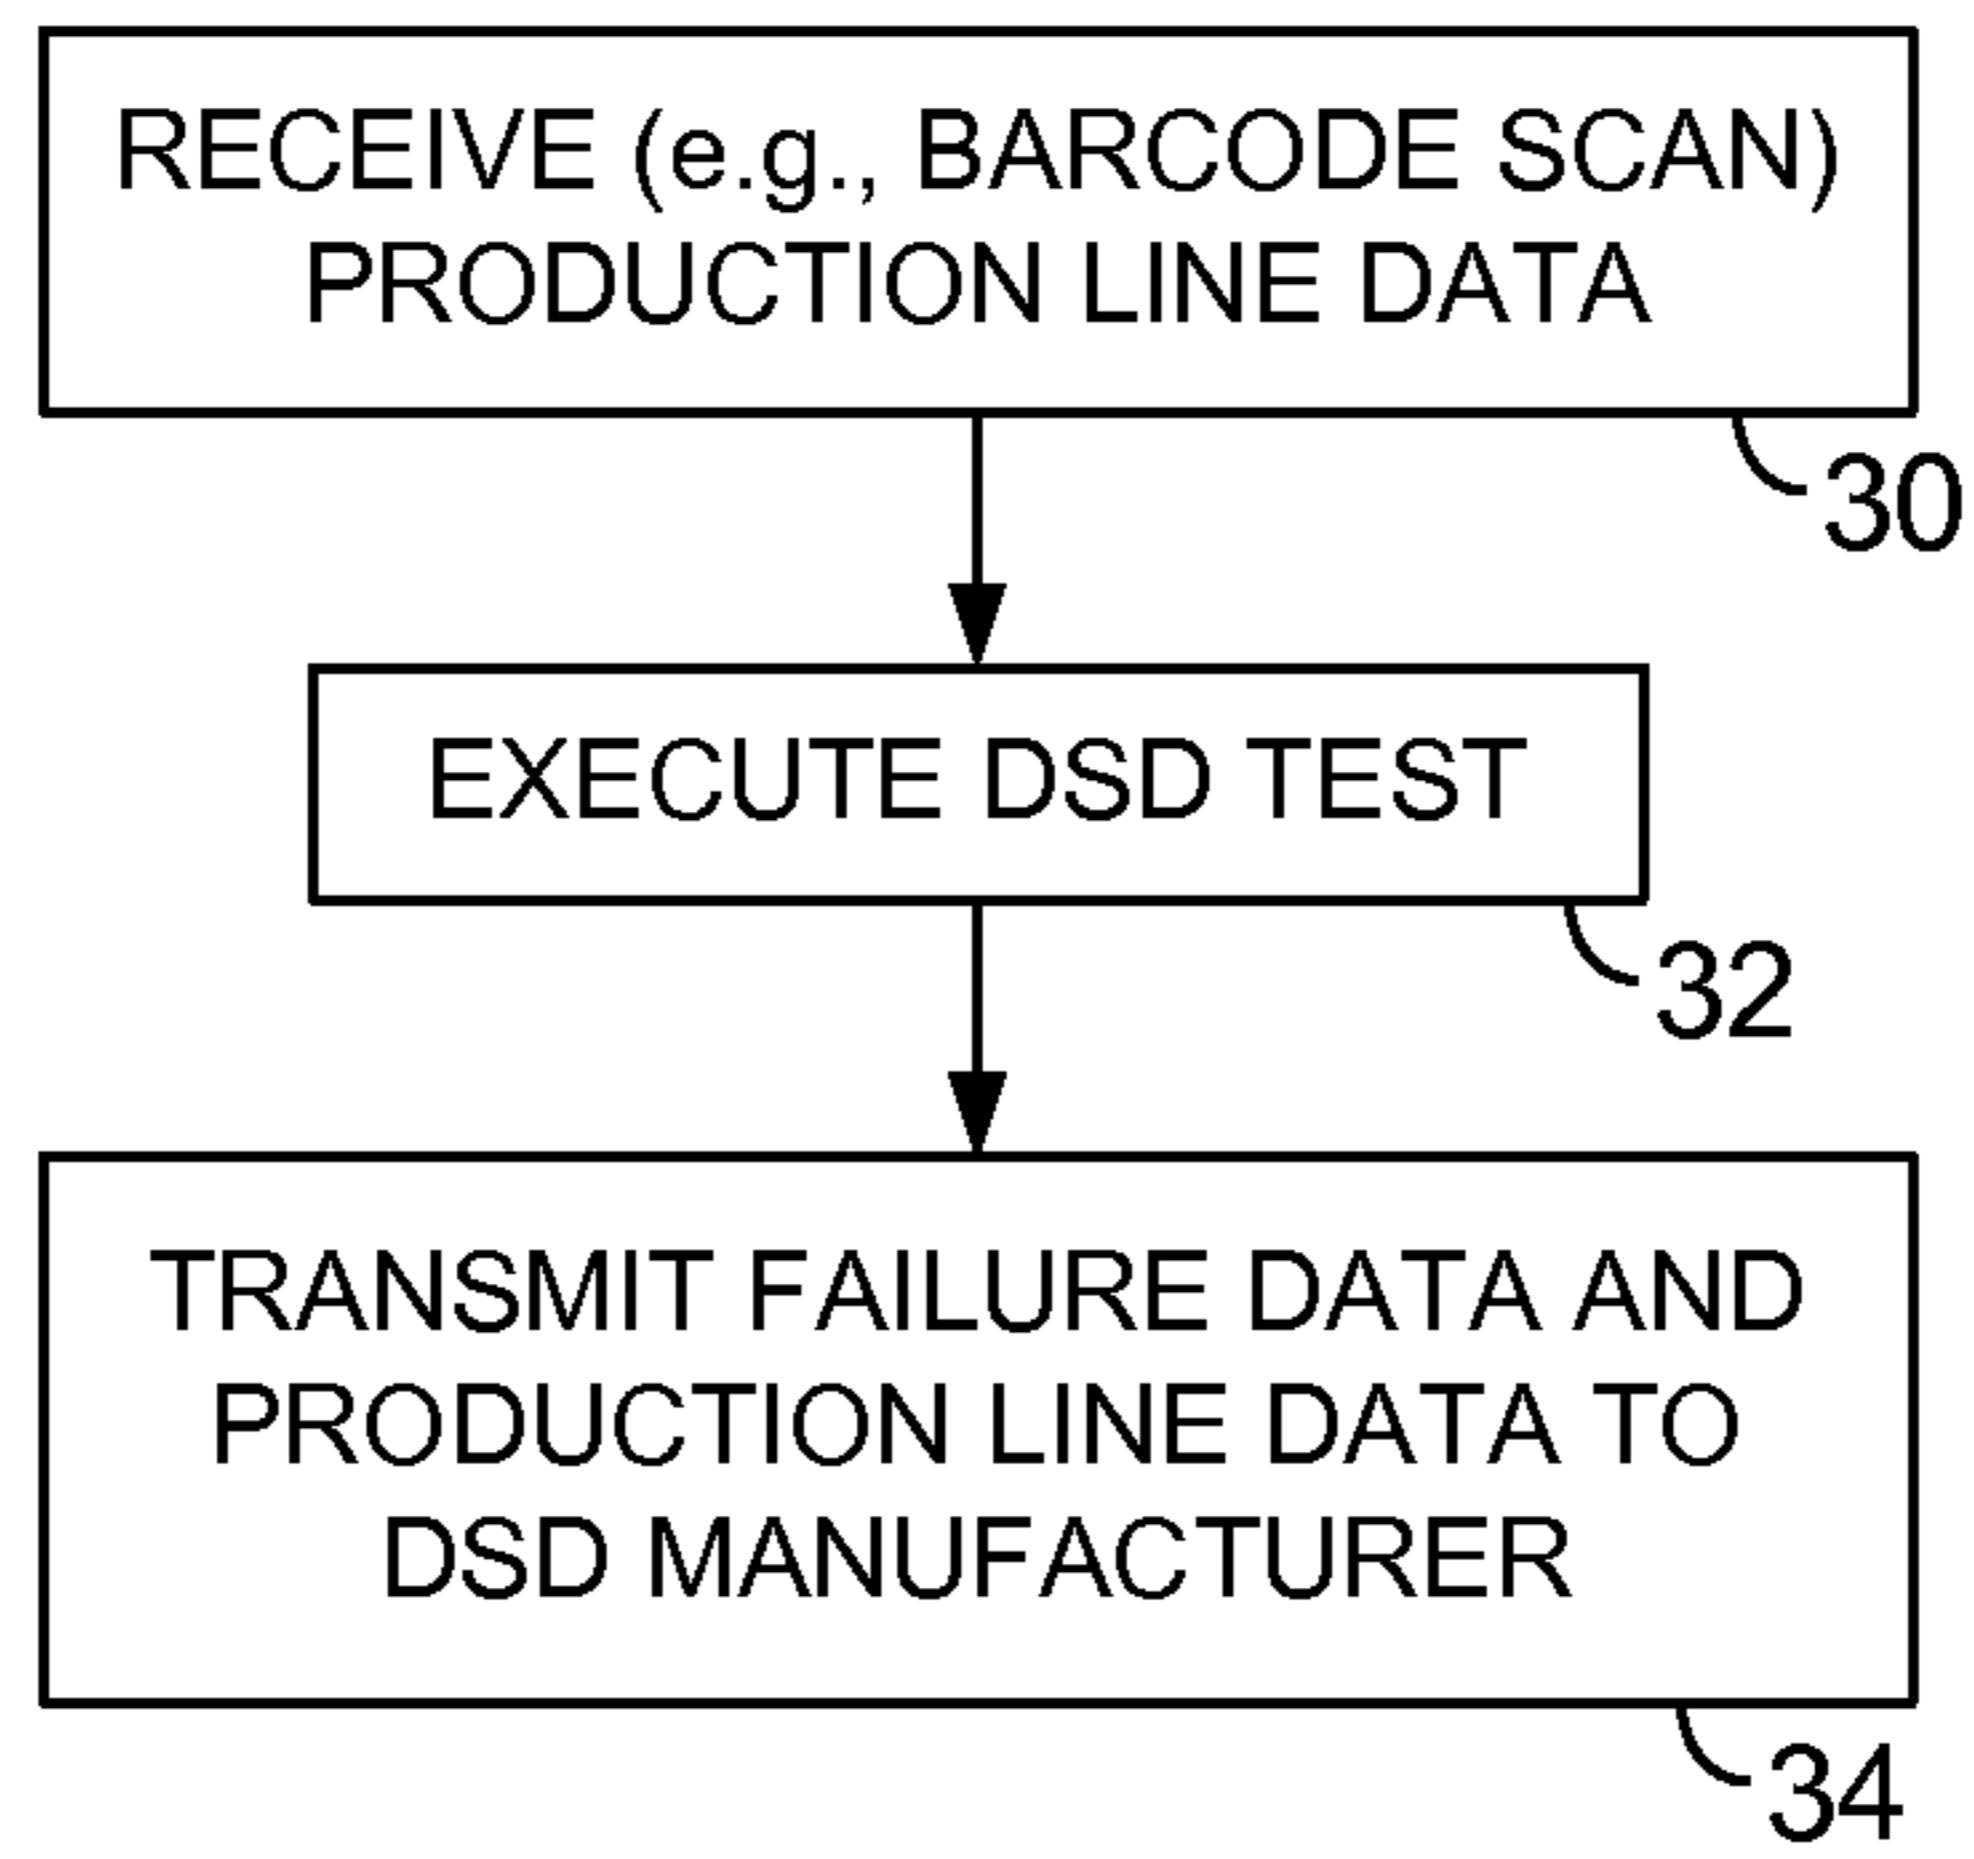 RECEIVE (e.g., BARCODE SCAN)
PRODUCTION LINE DATA
30
EXECUTE DSD TEST
32
TRANSMIT FAILURE DATA AND
PRODUCTION LINE DATA TO
DSD MANUFACTURER
34